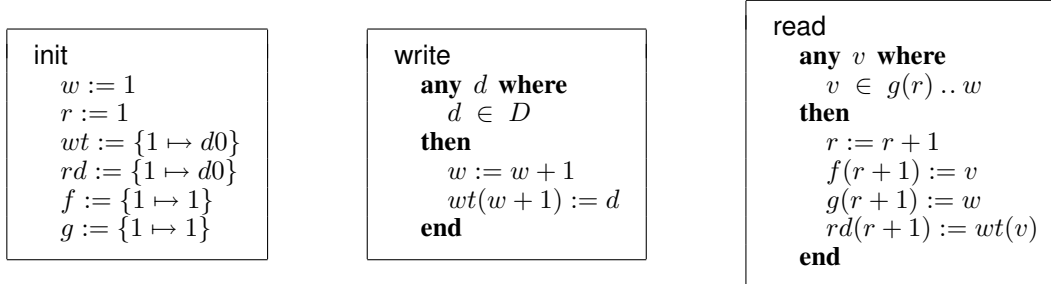 init
w := 1
r := 1
wt := {1 ↦ d0}
rd := {1 ↦ d0}
f := {1 ↦ 1}
g := {1 ↦ 1}
write
any d where
d ∈ D
then
w := w + 1
wt(w + 1) := d
end
read
any v where
v ∈ g(r) .. w
then
r := r + 1
f(r + 1) := v
g(r + 1) := w
rd(r + 1) := wt(v)
end